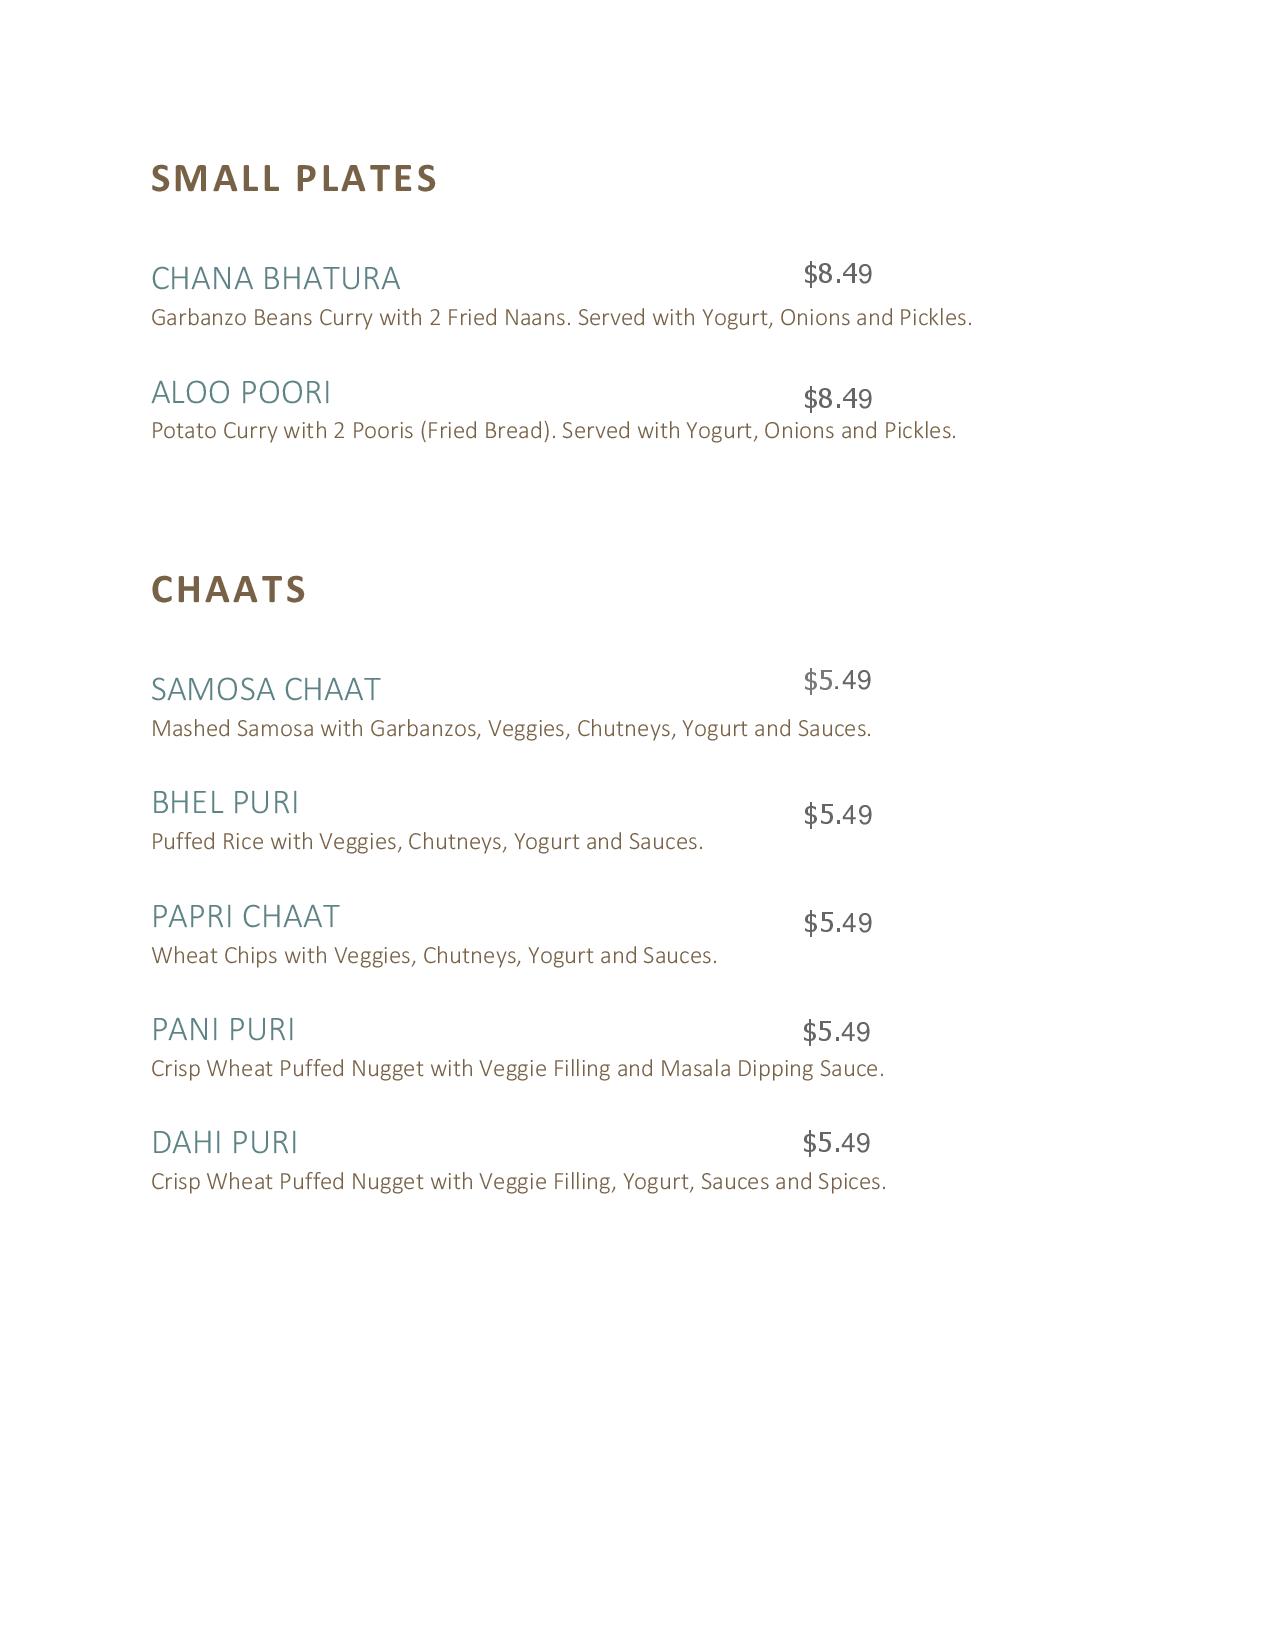 SMALL PLATES
CHANA BHATURA $8.49
Garbanzo Beans Curry with 2 Fried Naans. Served with Yogurt, Onions and Pickles.
ALOO POORI $8.49
Potato Curry with 2 Pooris (Fried Bread). Served with Yogurt, Onions and Pickles.
CHAATS
SAMOSA CHAAT $5.49
Mashed Samosa with Garbanzos, Veggies, Chutneys, Yogurt and Sauces.
BHEL PURI $5.49
Puffed Rice with Veggies, Chutneys, Yogurt and Sauces.
PAPRI CHAAT $5.49
Wheat Chips with Veggies, Chutneys, Yogurt and Sauces.
PANI PURI $5.49
Crisp Wheat Puffed Nugget with Veggie Filling and Masala Dipping Sauce.
DAHI PURI $5.49
Crisp Wheat Puffed Nugget with Veggie Filling, Yogurt, Sauces and Spices.